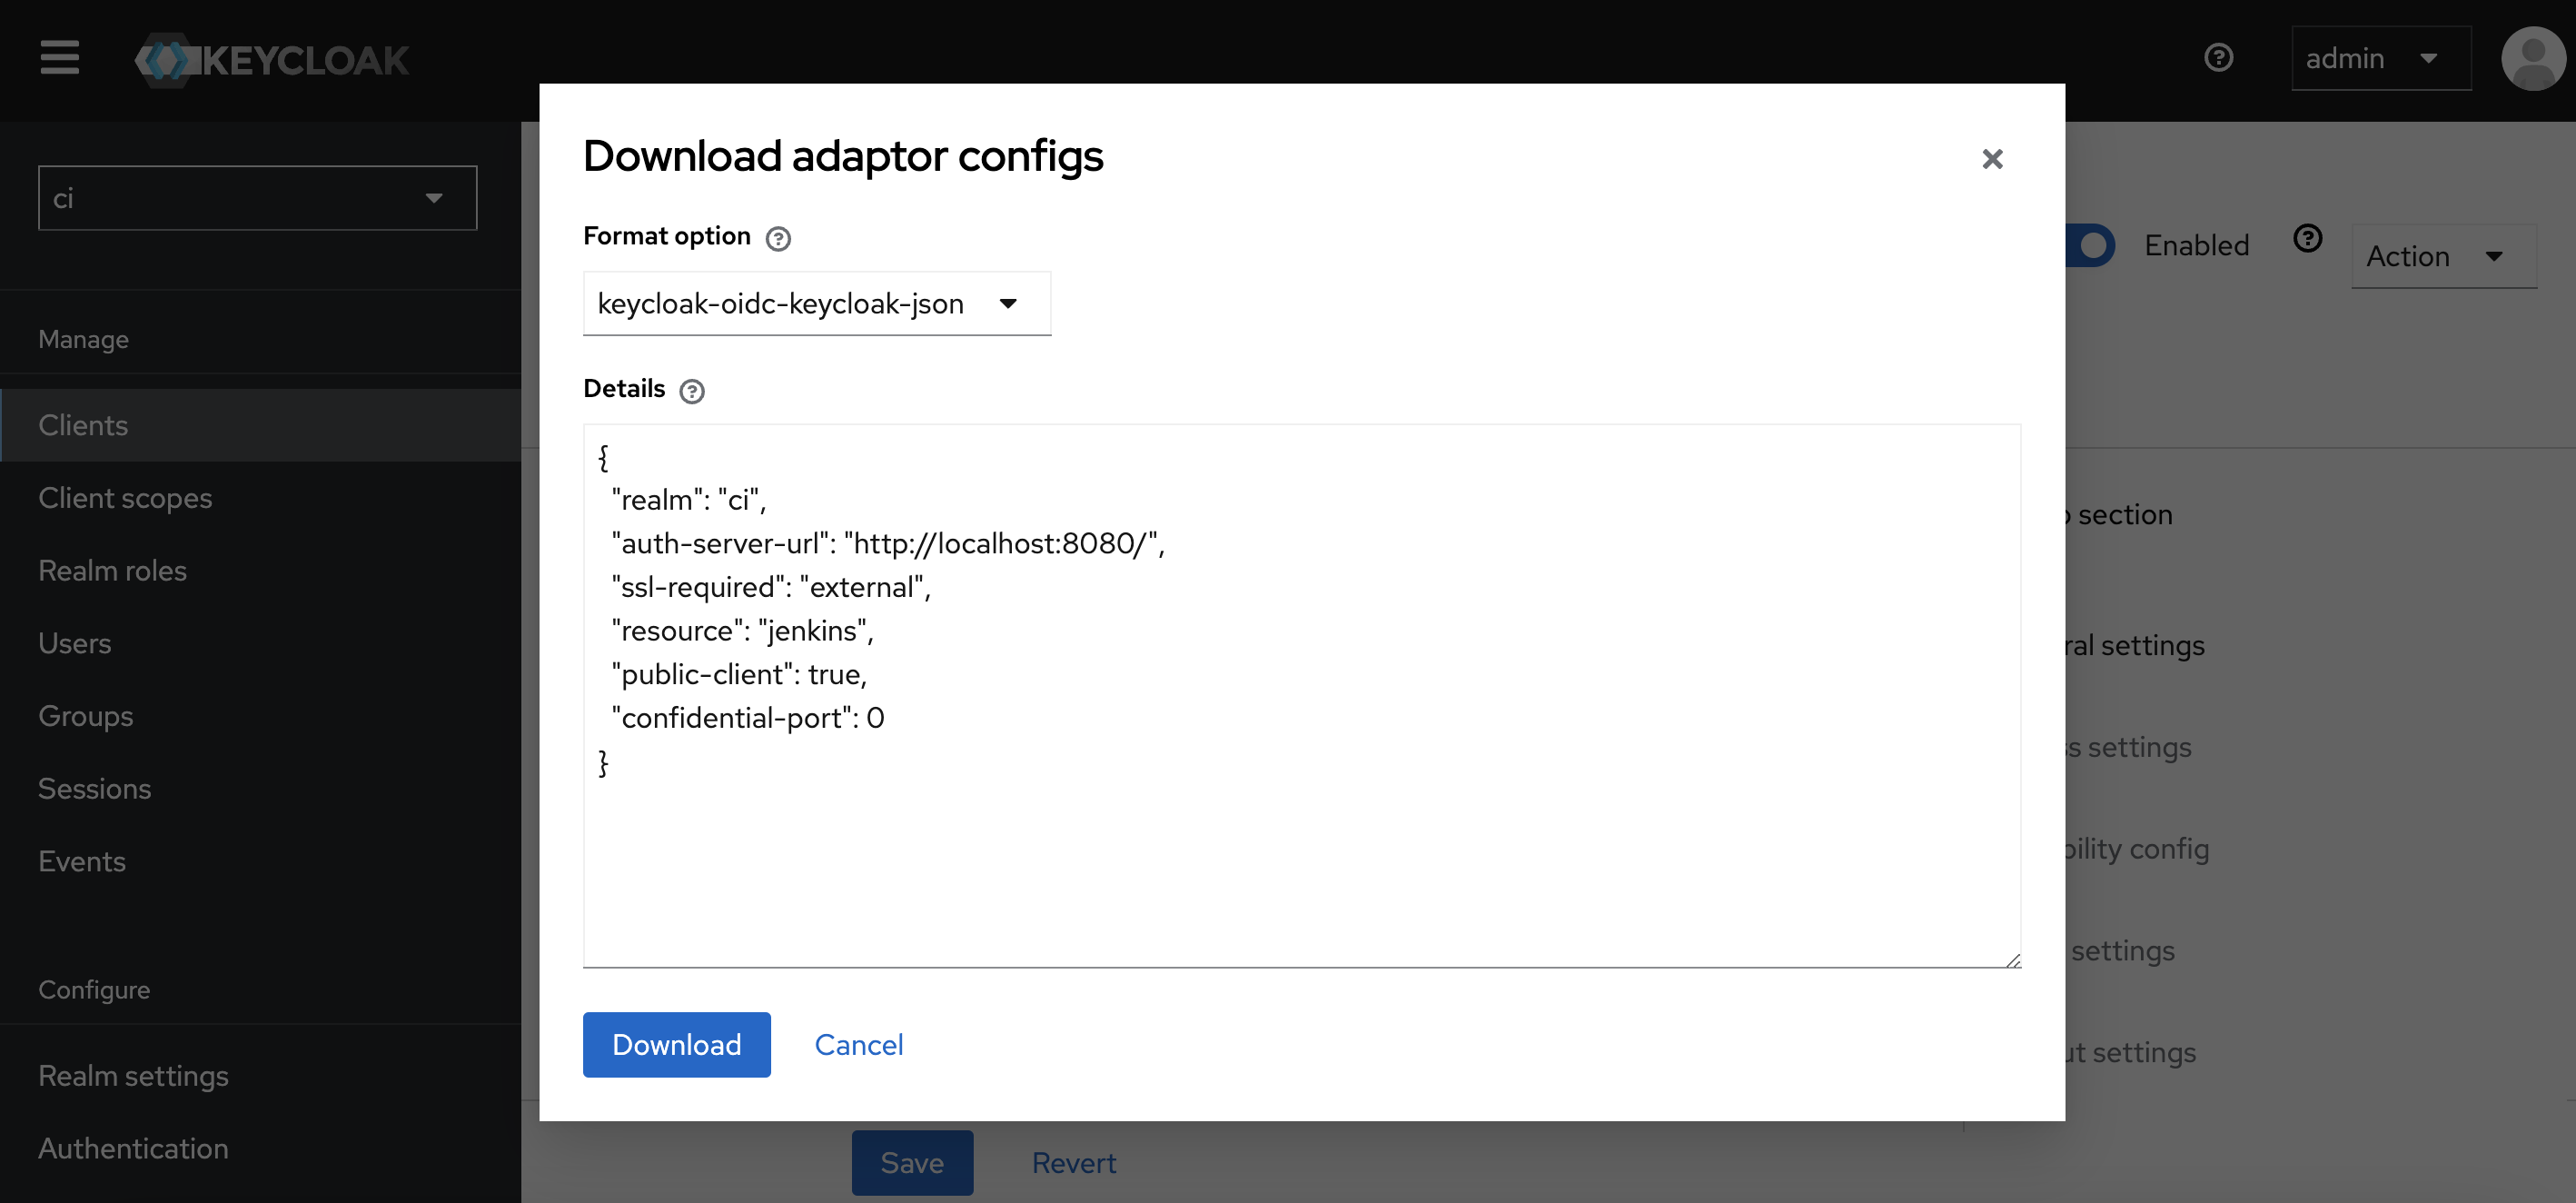 KEYCLOAK
admin
ci
Manage
Clients
Client scopes
Realm roles
Users
Groups
Sessions
Events
Configure
Realm settings
Authentication
Download adaptor configs
Format option
keycloak-oidc-keycloak-json
Details
{
"realm": "ci",
"auth-server-url": "http://localhost:8080/",
"ssl-required": "external",
"resource": "jenkins",
"public-client": true,
"confidential-port": 0
}
Download
Cancel
Enabled
Action
section
settings
settings
config
settings
settings
Save
Revert